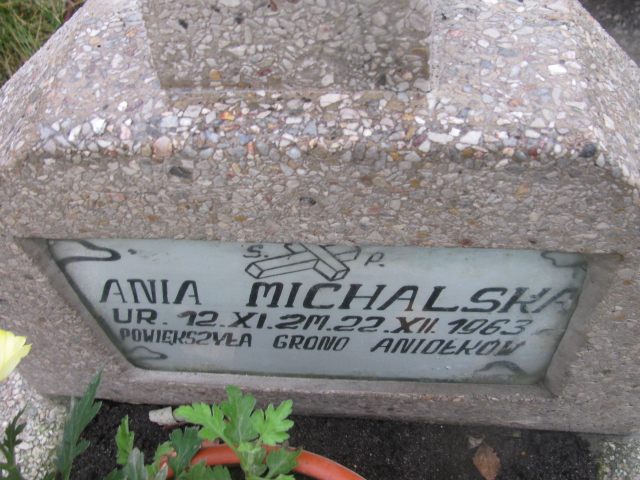 Ś. P.
ANIA MICHALSKA
UR. 12.XI.ZM.22.XII.1963.
POWIĘKSZYŁA GRONO ANIOŁKÓW